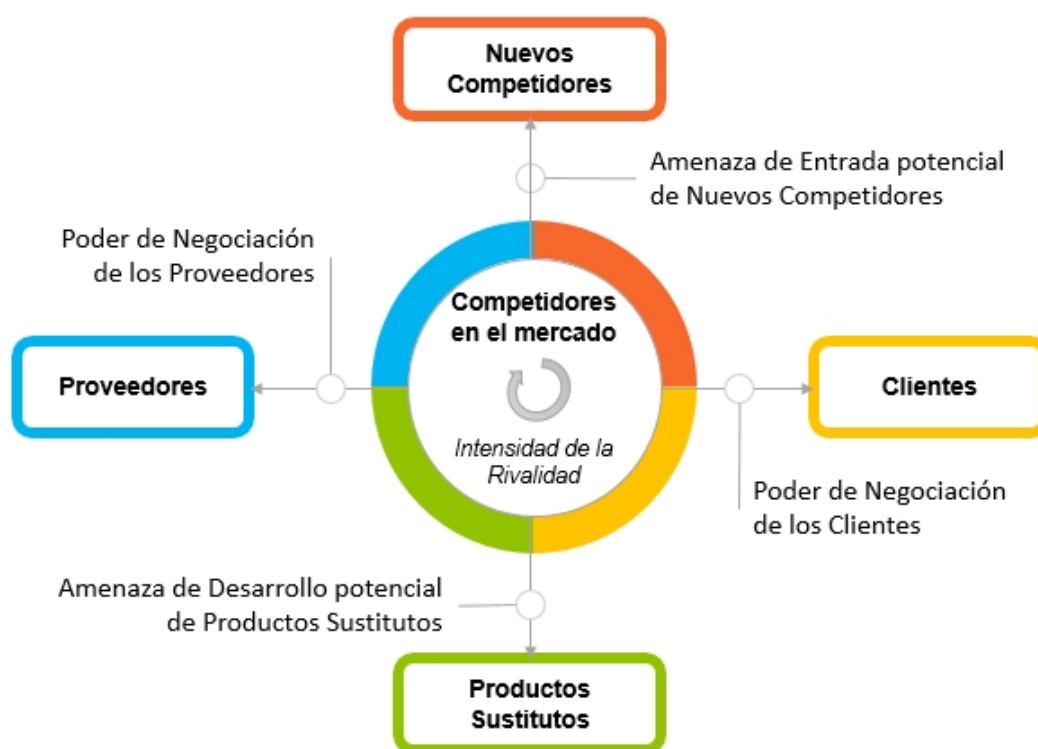 Nuevos
Competidores
Amenaza de Entrada potencial
de Nuevos Competidores
Poder de Negociación
de los Proveedores
Competidores
en el mercado
Proveedores
Clientes
Intensidad de la
Rivalidad
Poder de Negociación
de los Clientes
Amenaza de Desarrollo potencial
de Productos Sustitutos
Productos
Sustitutos